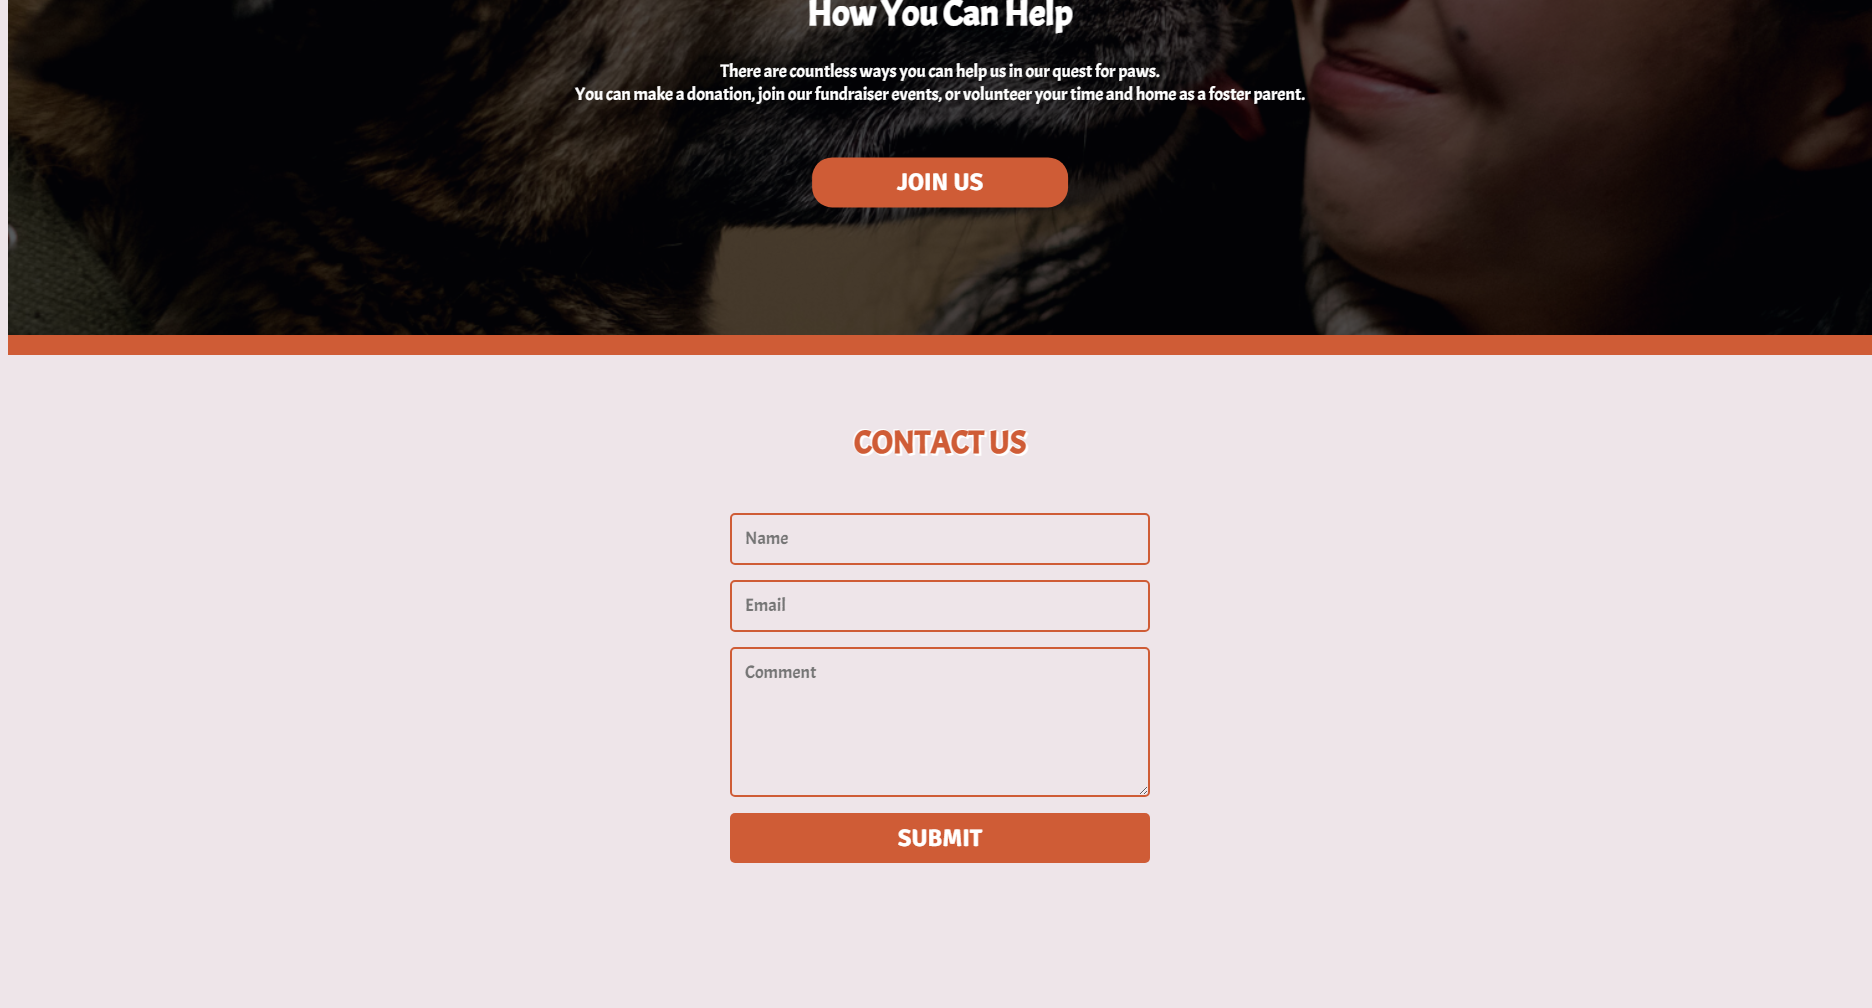 How You Can Help
There are countless ways you can help us in our quest for paws.
You can make a donation, join our fundraiser events, or volunteer your time and home as a foster parent.
JOIN US
CONTACT US
Name
Email
Comment
SUBMIT